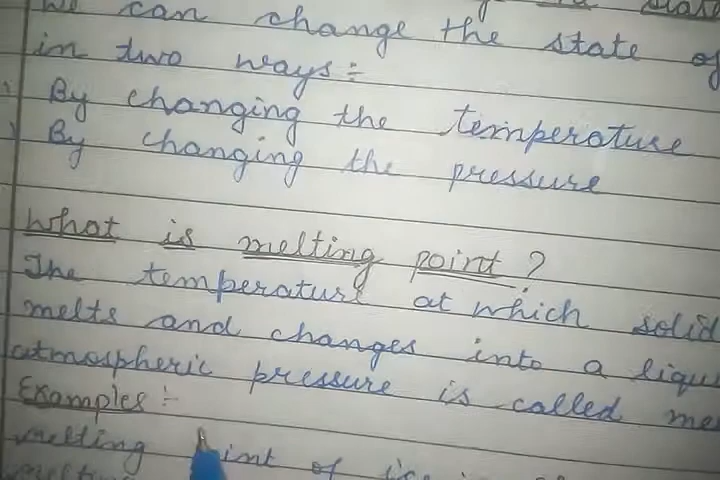 We can change the state of
in two ways:-
By changing the temperature
By changing the pressure
What is melting point?
The temperature at which solid
melts and changes into a
atmospheric pressure is called
Examples :-
melting of